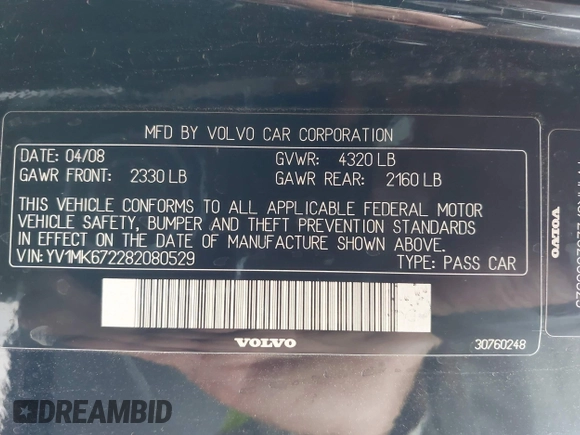 MFD BY VOLVO CAR CORPORATION
DATE: 04/08 GVWR: 4320 LB
GAWR FRONT: 2330 LB GAWR REAR: 2160 LB
THIS VEHICLE CONFORMS TO ALL APPLICABLE FEDERAL MOTOR
VEHICLE SAFETY, BUMPER AND THEFT PREVENTION STANDARDS
IN EFFECT ON THE DATE OF MANUFACTURE SHOWN ABOVE.
VIN: YV1MK672282080529 TYPE: PASS CAR
VOLVO 30760248
VOLVO
DREAMBID